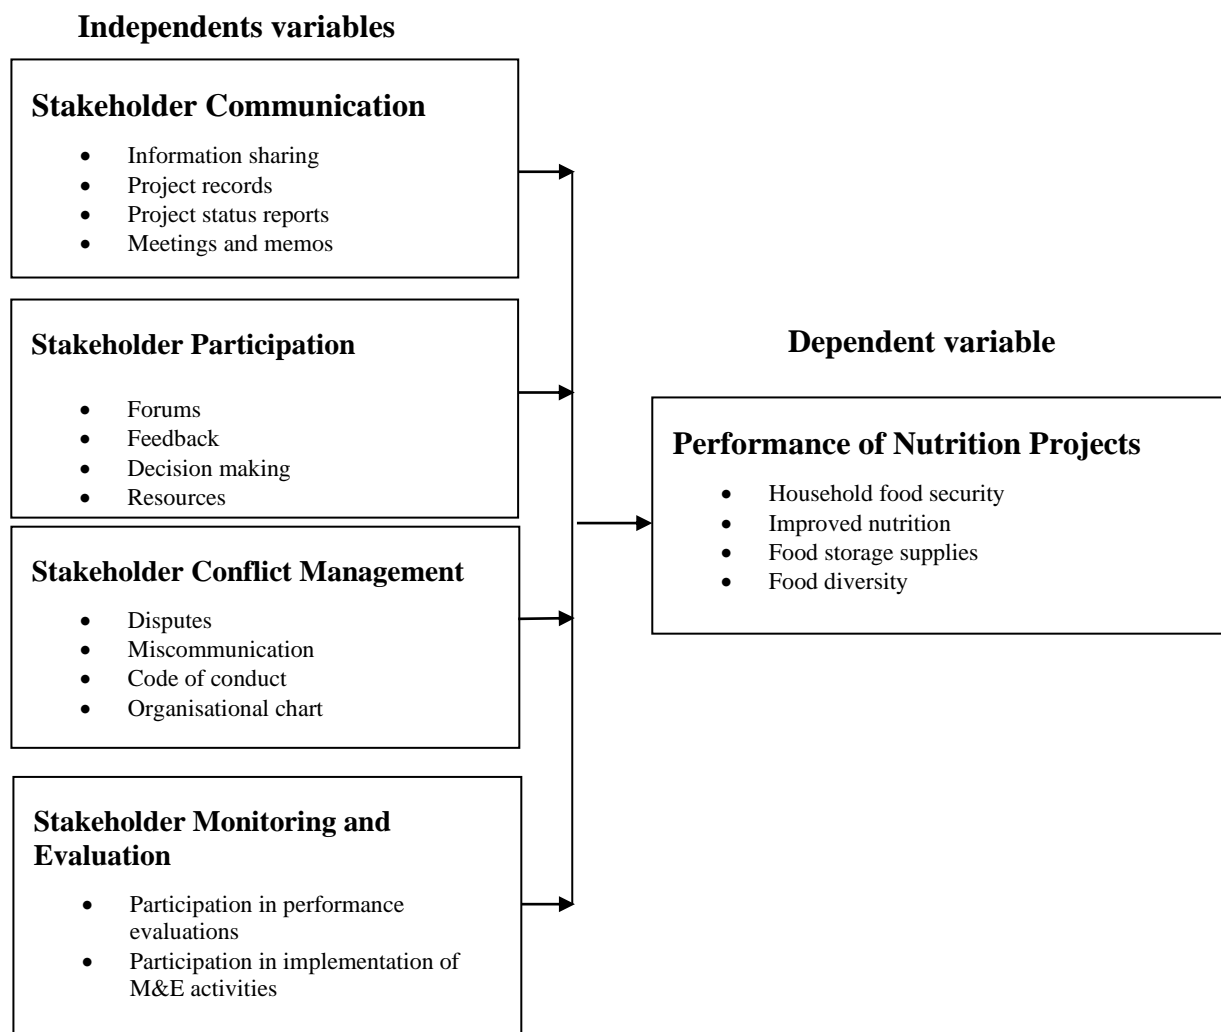 Independents variables
Stakeholder Communication
• Information sharing
• Project records
• Project status reports
• Meetings and memos
Stakeholder Participation
• Forums
• Feedback
• Decision making
• Resources
Stakeholder Conflict Management
• Disputes
• Miscommunication
• Code of conduct
• Organisational chart
Stakeholder Monitoring and
Evaluation
• Participation in performance
evaluations
• Participation in implementation of
M&E activities
Dependent variable
Performance of Nutrition Projects
• Household food security
• Improved nutrition
• Food storage supplies
• Food diversity